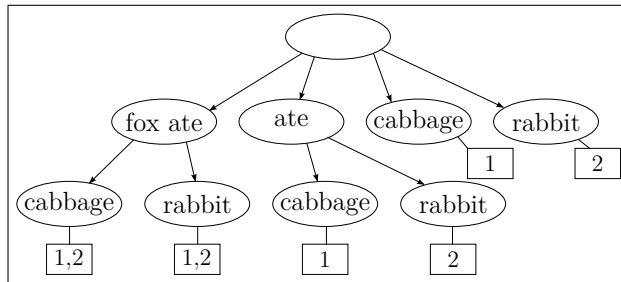 fox ate ate cabbage rabbit
1 2
cabbage rabbit cabbage rabbit
1,2 1,2 1 2